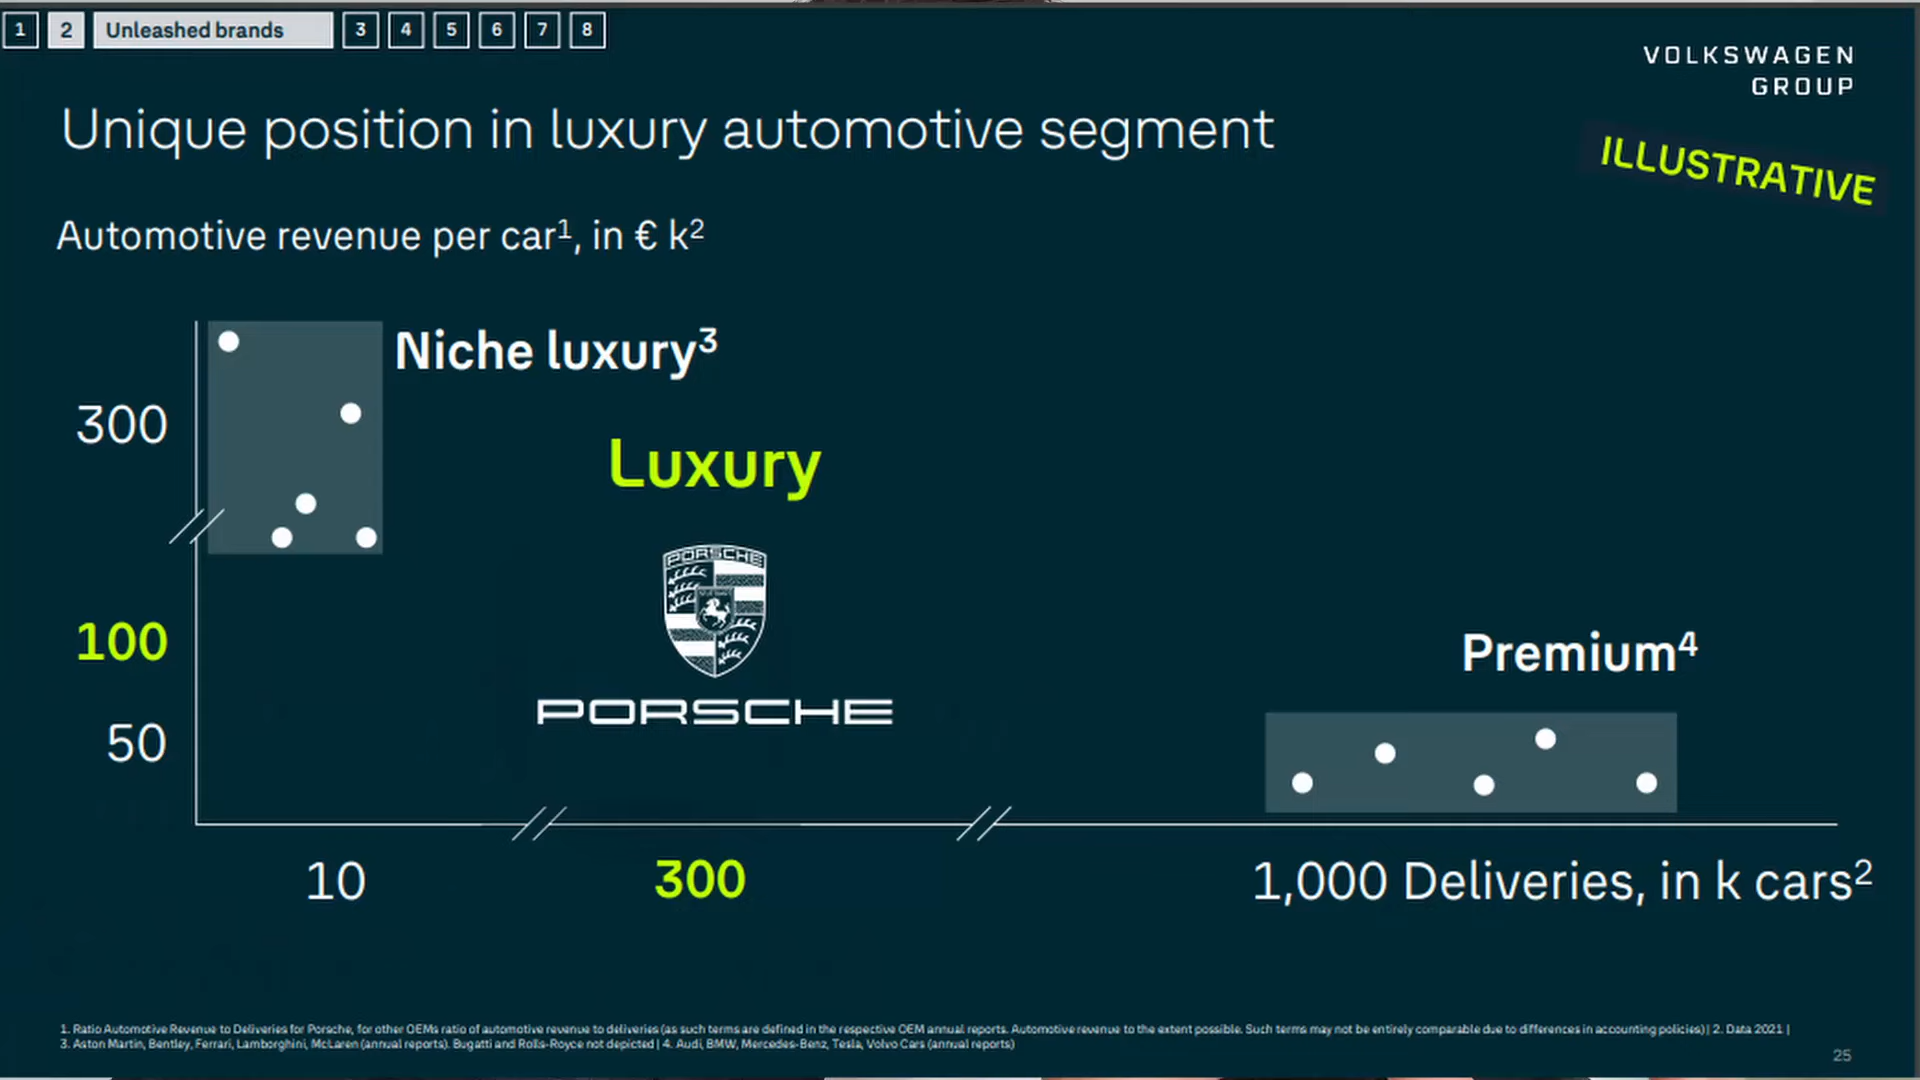 1 2 Unleashed brands 3 4 5 6 7 8
VOLKSWAGEN
GROUP
Unique position in luxury automotive segment
ILLUSTRATIVE
Automotive revenue per car¹, in € k²
Niche luxury³
300
Luxury
PORSCHE
100
Premium⁴
PORSCHE
50
10
300
1,000 Deliveries, in k cars²
1. Ratio Automotive Revenue to Deliveries for Porsche, for other OEMs ratio of automotive revenue to deliveries (as such terms are defined in the respective OEM annual reports. Automotive revenue to the extent possible. Such terms may not be entirely comparable due to differences in accounting policies) | 2. Data 2021 |
3. Aston Martin, Bentley, Ferrari, Lamborghini, McLaren (annual reports). Bugatti and Rolls-Royce not depicted | 4. Audi, BMW, Mercedes-Benz, Tesla, Volvo Cars (annual reports)
25